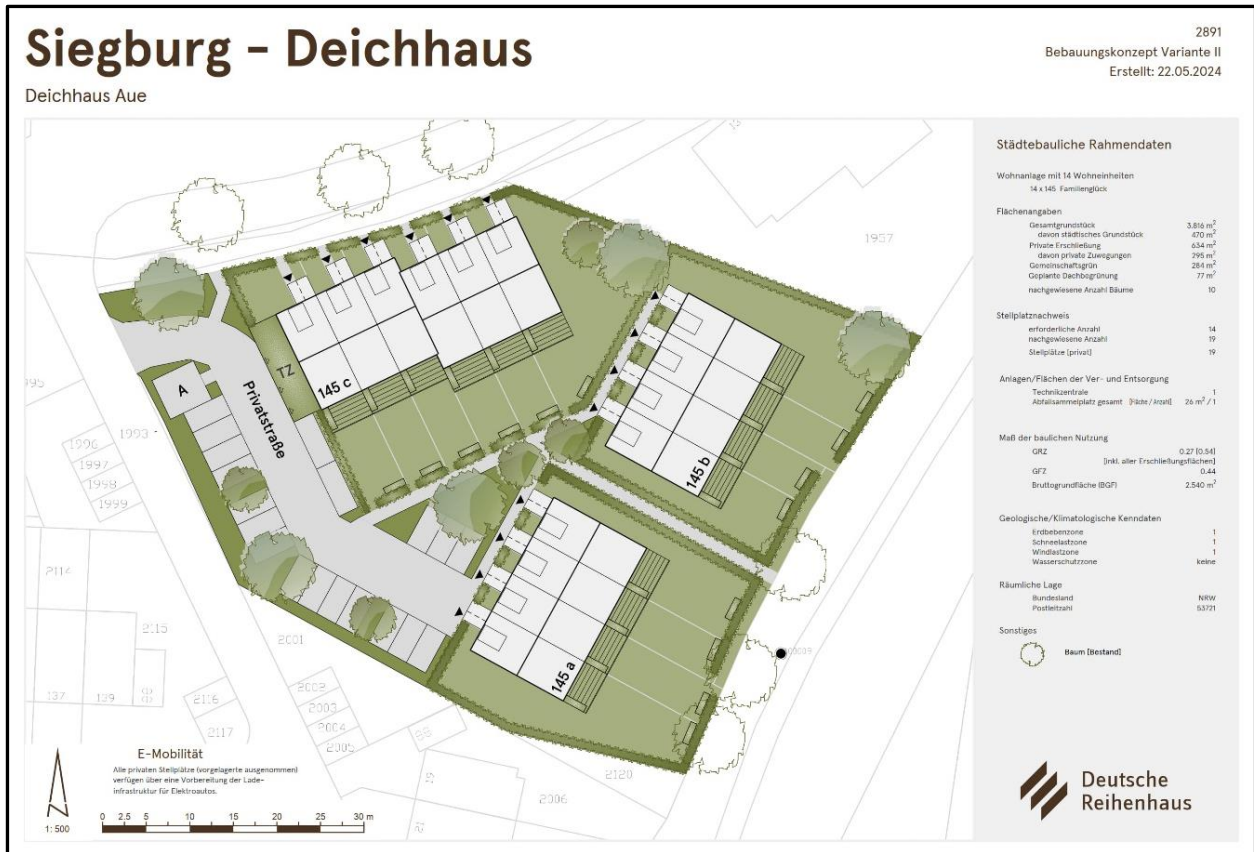 Siegburg - Deichhaus
Deichhaus Aue
2891
Bebauungskonzept Variante II
Erstellt: 22.05.2024
1957
1993
1996
1997
1998
1999
2114
2115
137
139
2116
2117
2001
2002
2003
2004
2005
2120
2006
19
21
A
Privatstraße
TZ
145 c
145 b
145 a
E-Mobilität
Alle privaten Stellplätze (vorgelagerte ausgenommen)
verfügen über eine Vorbereitung der Lade-
infrastruktur für Elektroautos.
N
1: 500
0 2.5 5 10 15 20 25 30 m
Städtebauliche Rahmendaten
Wohnanlage mit 14 Wohneinheiten
14 x 145 Familienglück
Flächenangaben
Gesamtgrundstück 3.816 m²
davon städtisches Grundstück 470 m²
Private Erschließung 634 m²
davon private Zuwegungen 295 m²
Gemeinschaftsgrün 284 m²
Geplante Dachbegrünung 77 m²
nachgewiesene Anzahl Bäume 10
Stellplatznachweis
erforderliche Anzahl 14
nachgewiesene Anzahl 19
Stellplätze (privat) 19
Anlagen/Flächen der Ver- und Entsorgung
Technikzentrale 1
Abfallsammelplatz gesamt [Fläche / Anzahl] 26 m² / 1
Maß der baulichen Nutzung
GRZ 0.27 [0.54]
[inkl. aller Erschließungsflächen]
GFZ 0.44
Bruttogrundfläche (BGF) 2.540 m²
Geologische/Klimatologische Kenndaten
Erdbebenzone 1
Schneelastzone 1
Windlastzone 1
Wasserschutzzone keine
Räumliche Lage
Bundesland NRW
Postleitzahl 53721
Sonstiges
Baum [Bestand]
Deutsche
Reihenhaus